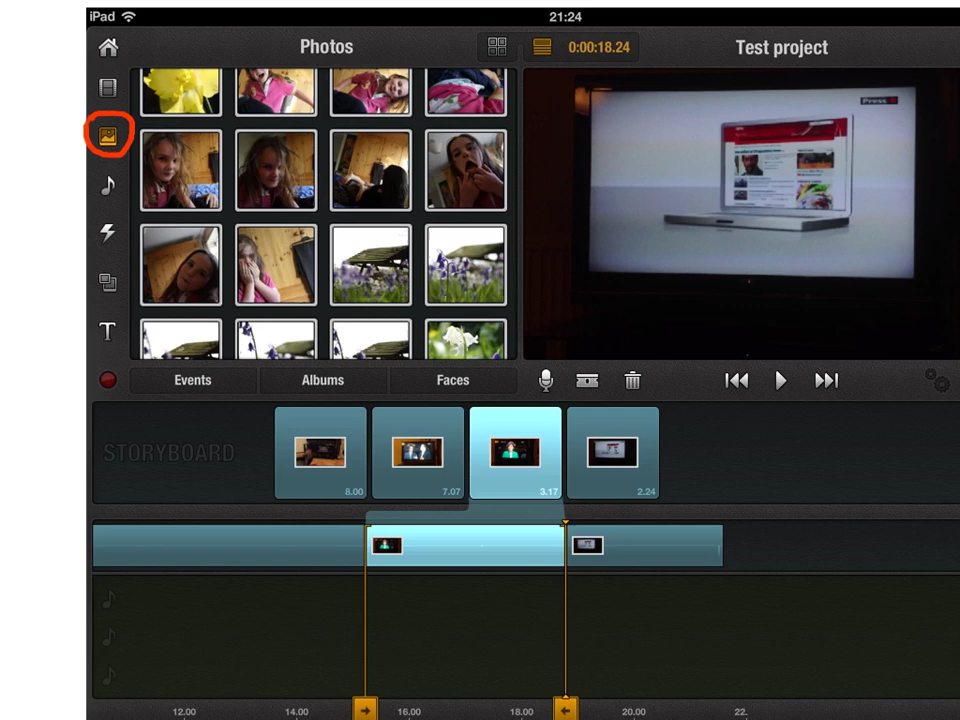 iPad 21:24
Photos 0:00:18.24 Test project
Press
T
Events Albums Faces
STORYBOARD
8.00 7.07 3.17 2.24
12.00 14.00 16.00 18.00 20.00 22.